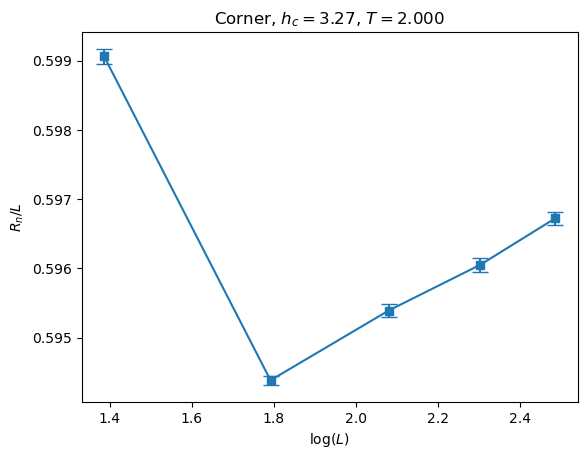 Corner, $h_c = 3.27$, $T = 2.000$
0.599
0.598
0.597
0.596
0.595
$R_n/L$
1.4 1.6 1.8 2.0 2.2 2.4
log($L$)